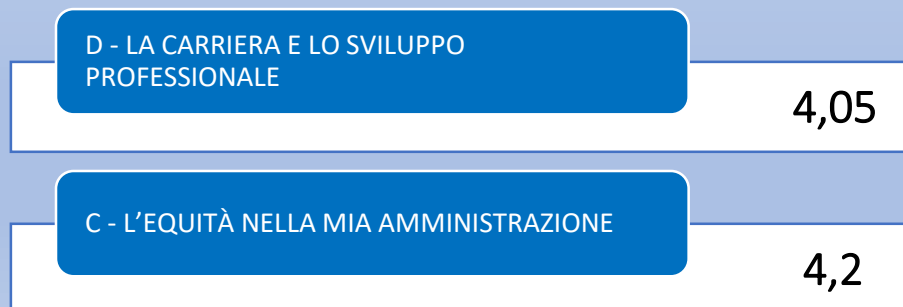 D - LA CARRIERA E LO SVILUPPO
PROFESSIONALE
4,05
C - L’EQUITÀ NELLA MIA AMMINISTRAZIONE
4,2